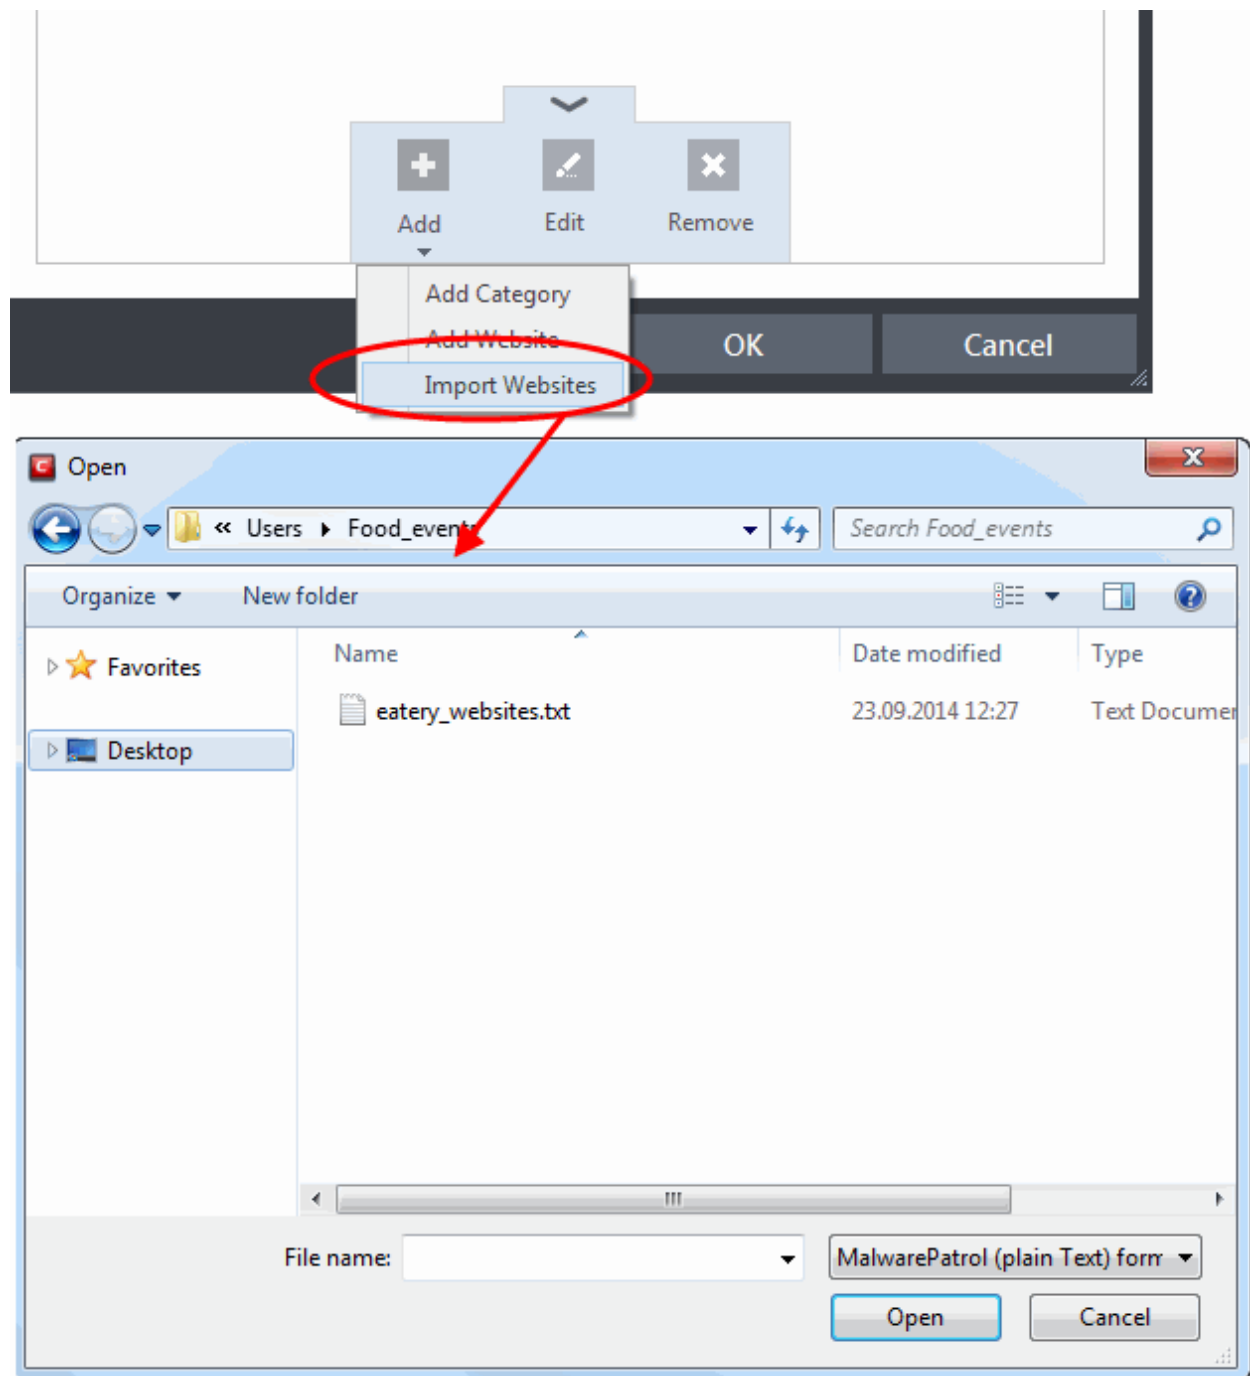 Add Edit Remove
Add Category
Add Website
Import Websites
OK Cancel
Open
« Users Food_events Search Food_events
Organize New folder
Favorites
Desktop
Name Date modified Type
eatery_websites.txt 23.09.2014 12:27 Text Documen
File name: MalwarePatrol (plain Text) form
Open Cancel